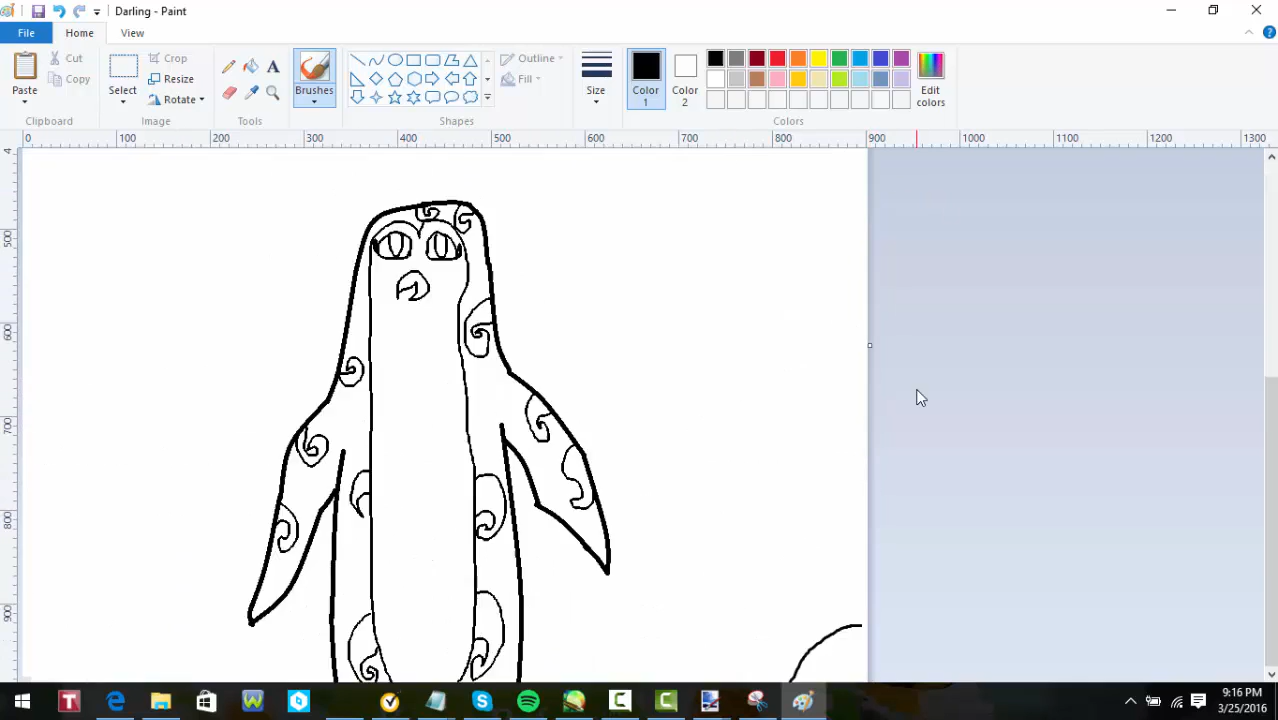 Darling - Paint
File Home View
Paste
Cut
Copy
Clipboard
Select
Crop
Resize
Rotate
Image
A
Tools
Brushes
Outline
Fill
Shapes
Size
Color 1
Color 2
Edit colors
Colors
0 100 200 300 400 500 600 700 800 900 1000 1100 1200 1300
4
500
600
700
800
900
9:16 PM
3/25/2016